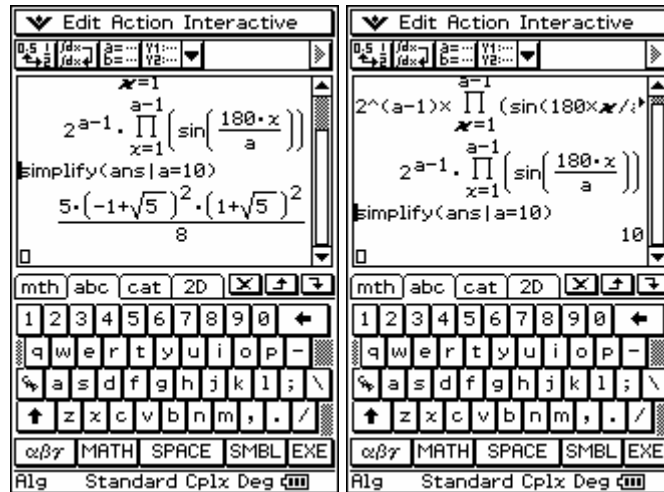 Edit Action Interactive
x=1
a-1
2^{a-1}·∏(sin(180·x/a))
x=1
simplify(ans|a=10)
5·(-1+√5)²·(1+√5)²
8
mth abc cat 2D
1 2 3 4 5 6 7 8 9 0
q w e r t y u i o p -
a s d f g h j k l ; \
z x c v b n m , . /
αβγ MATH SPACE SMBL EXE
Alg Standard Cplx Deg
Edit Action Interactive
a-1
2^(a-1)× ∏ (sin(180×x/a
x=1
a-1
2^{a-1}·∏(sin(180·x/a))
x=1
simplify(ans|a=10)
10
mth abc cat 2D
1 2 3 4 5 6 7 8 9 0
q w e r t y u i o p -
a s d f g h j k l ; \
z x c v b n m , . /
αβγ MATH SPACE SMBL EXE
Alg Standard Cplx Deg